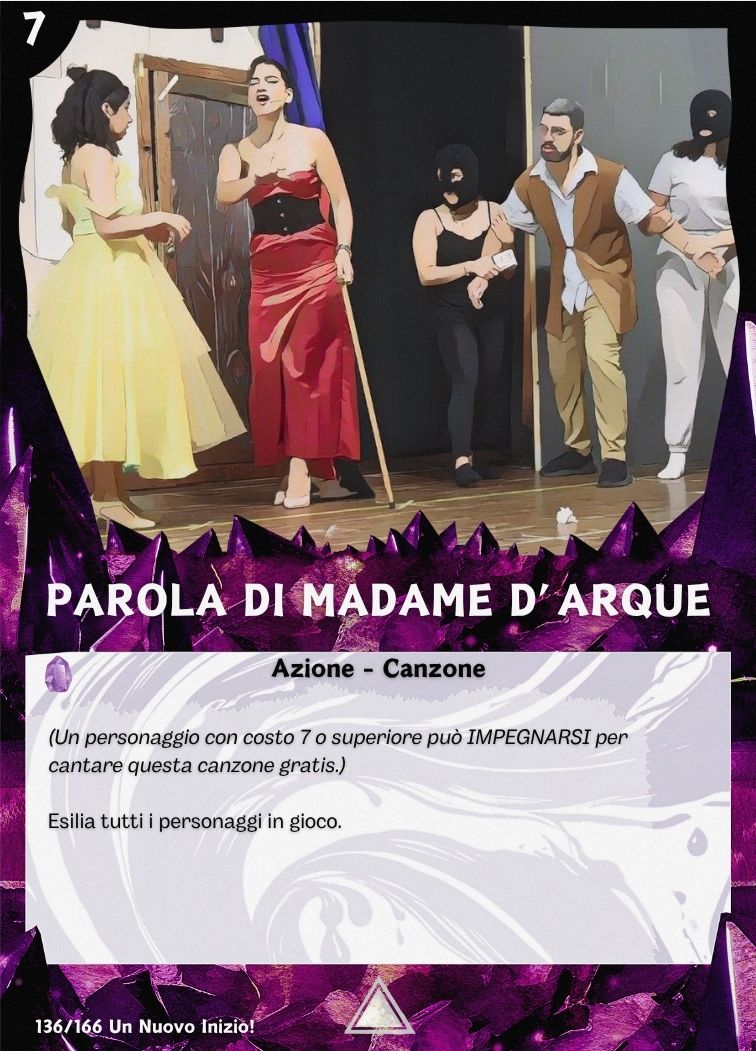 7
PAROLA DI MADAME D'ARQUE
Azione - Canzone
(Un personaggio con costo 7 o superiore può IMPEGNARSI per
cantare questa canzone gratis.)
Esilia tutti i personaggi in gioco.
136/166 Un Nuovo Inizio!